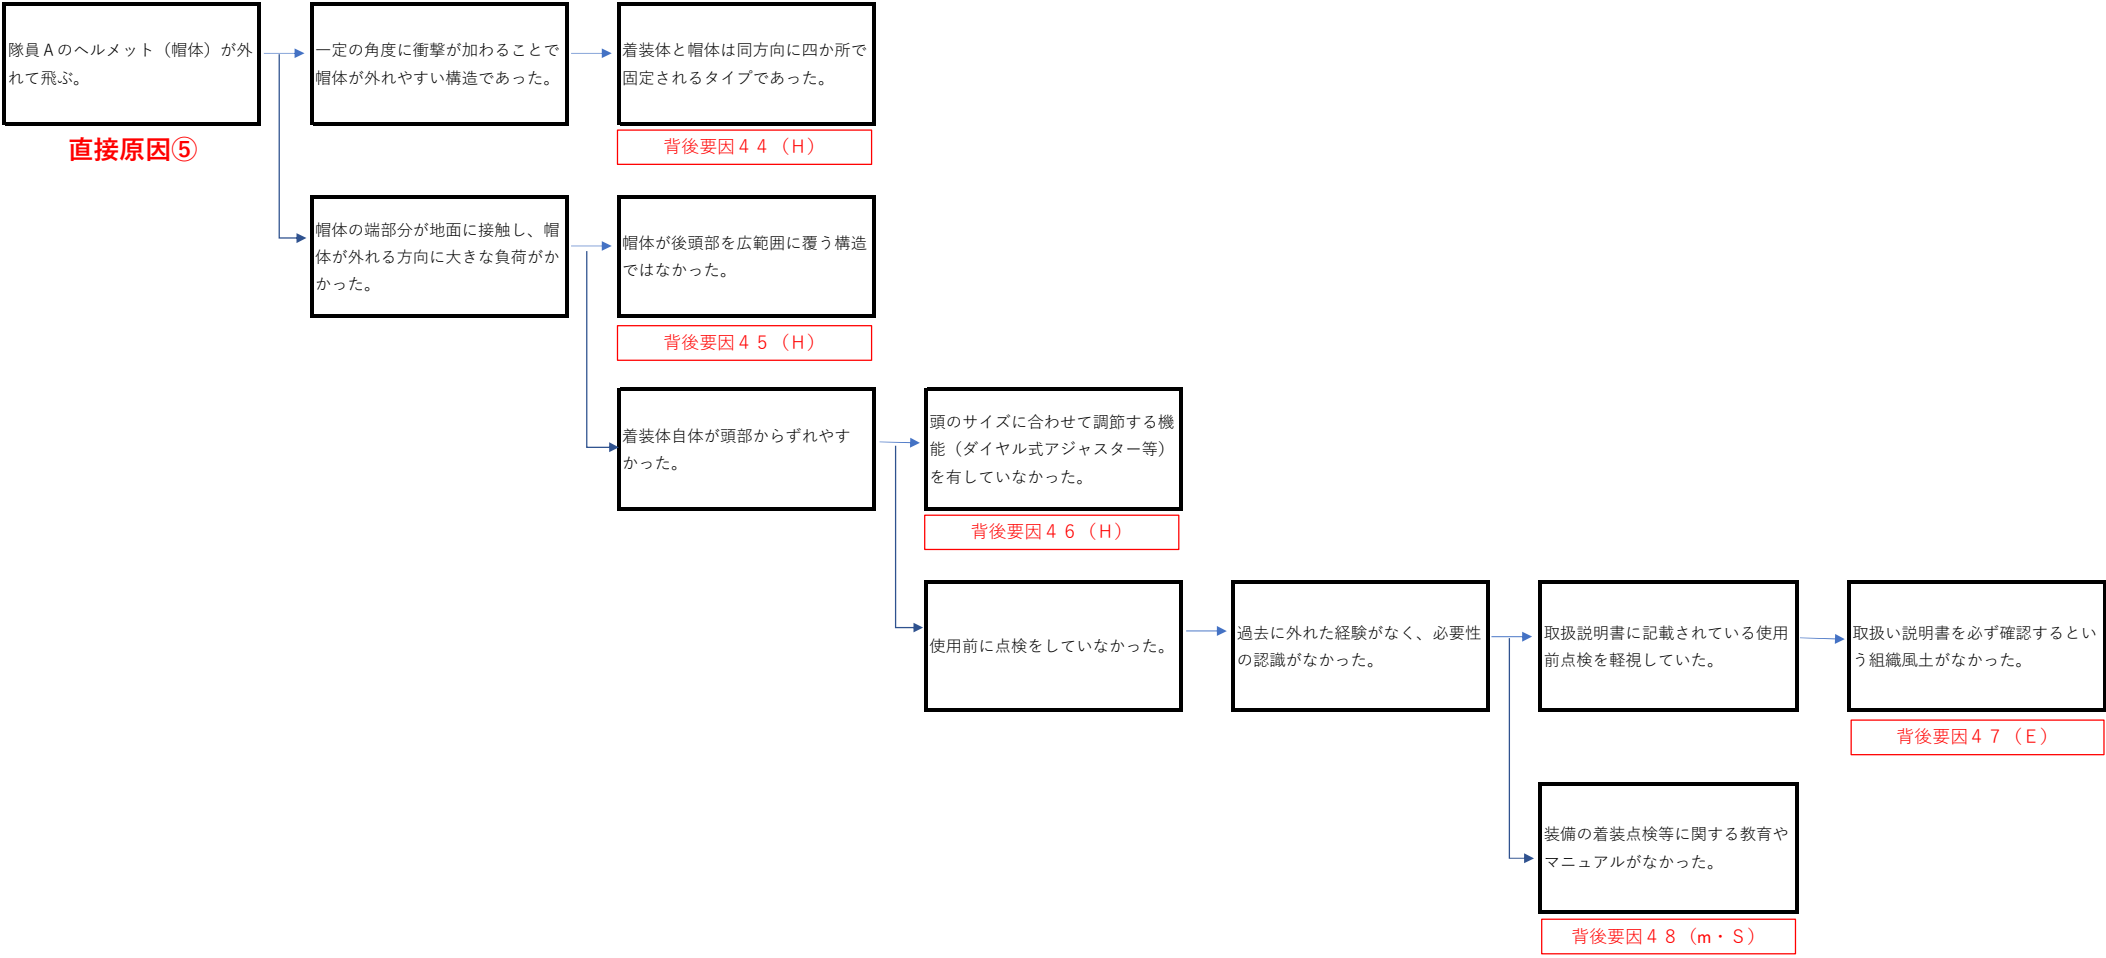 隊員Ａのヘルメット（帽体）が外
れて飛ぶ。
直接原因⑤
一定の角度に衝撃が加わることで
帽体が外れやすい構造であった。
着装体と帽体は同方向に四か所で
固定されるタイプであった。
背後要因４４（Ｈ）
帽体の端部分が地面に接触し、帽
体が外れる方向に大きな負荷がか
かった。
帽体が後頭部を広範囲に覆う構造
ではなかった。
背後要因４５（Ｈ）
着装体自体が頭部からずれやす
かった。
頭のサイズに合わせて調節する機
能（ダイヤル式アジャスター等）
を有していなかった。
背後要因４６（Ｈ）
使用前に点検をしていなかった。
過去に外れた経験がなく、必要性
の認識がなかった。
取扱説明書に記載されている使用
前点検を軽視していた。
取扱い説明書を必ず確認するとい
う組織風土がなかった。
背後要因４７（Ｅ）
装備の着装点検等に関する教育や
マニュアルがなかった。
背後要因４８（m・Ｓ）